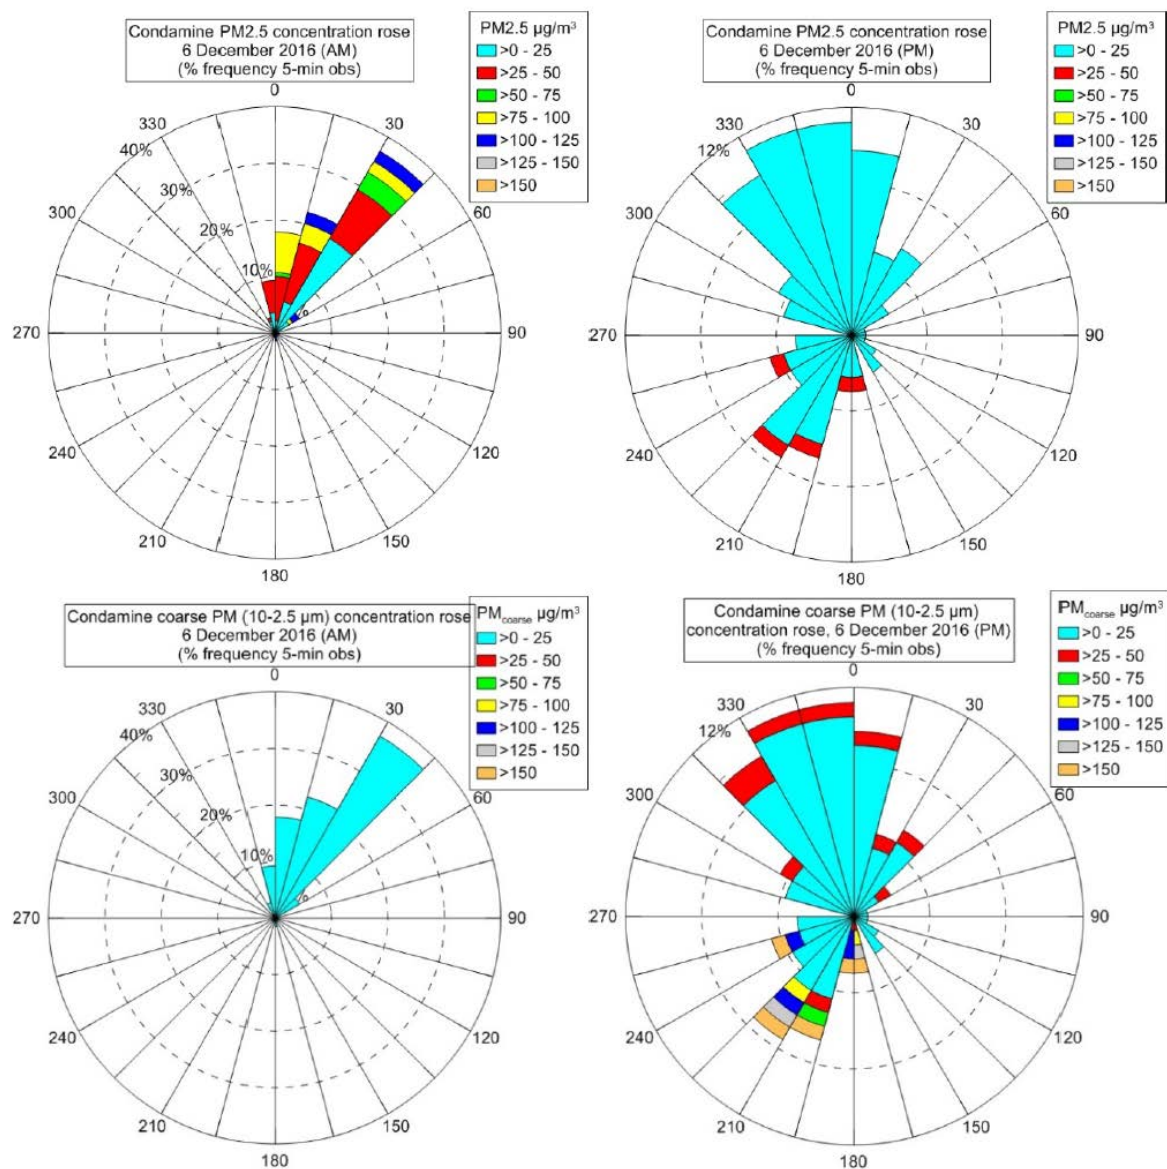 Condamine PM2.5 concentration rose
6 December 2016 (AM)
(% frequency 5-min obs)
PM2.5 µg/m³
>0 - 25
>25 - 50
>50 - 75
>75 - 100
>100 - 125
>125 - 150
>150
0
30
60
90
120
150
180
210
240
270
300
330
40%
30%
20%
10%
Condamine PM2.5 concentration rose
6 December 2016 (PM)
(% frequency 5-min obs)
PM2.5 µg/m³
>0 - 25
>25 - 50
>50 - 75
>75 - 100
>100 - 125
>125 - 150
>150
0
30
60
90
120
150
180
210
240
270
300
330
12%
Condamine coarse PM (10-2.5 µm) concentration rose
6 December 2016 (AM)
(% frequency 5-min obs)
PMcoarse µg/m³
>0 - 25
>25 - 50
>50 - 75
>75 - 100
>100 - 125
>125 - 150
>150
0
30
60
90
120
150
180
210
240
270
300
330
40%
30%
20%
10%
Condamine coarse PM (10-2.5 µm)
concentration rose, 6 December 2016 (PM)
(% frequency 5-min obs)
PMcoarse µg/m³
>0 - 25
>25 - 50
>50 - 75
>75 - 100
>100 - 125
>125 - 150
>150
0
30
60
90
120
150
180
210
240
270
300
330
12%